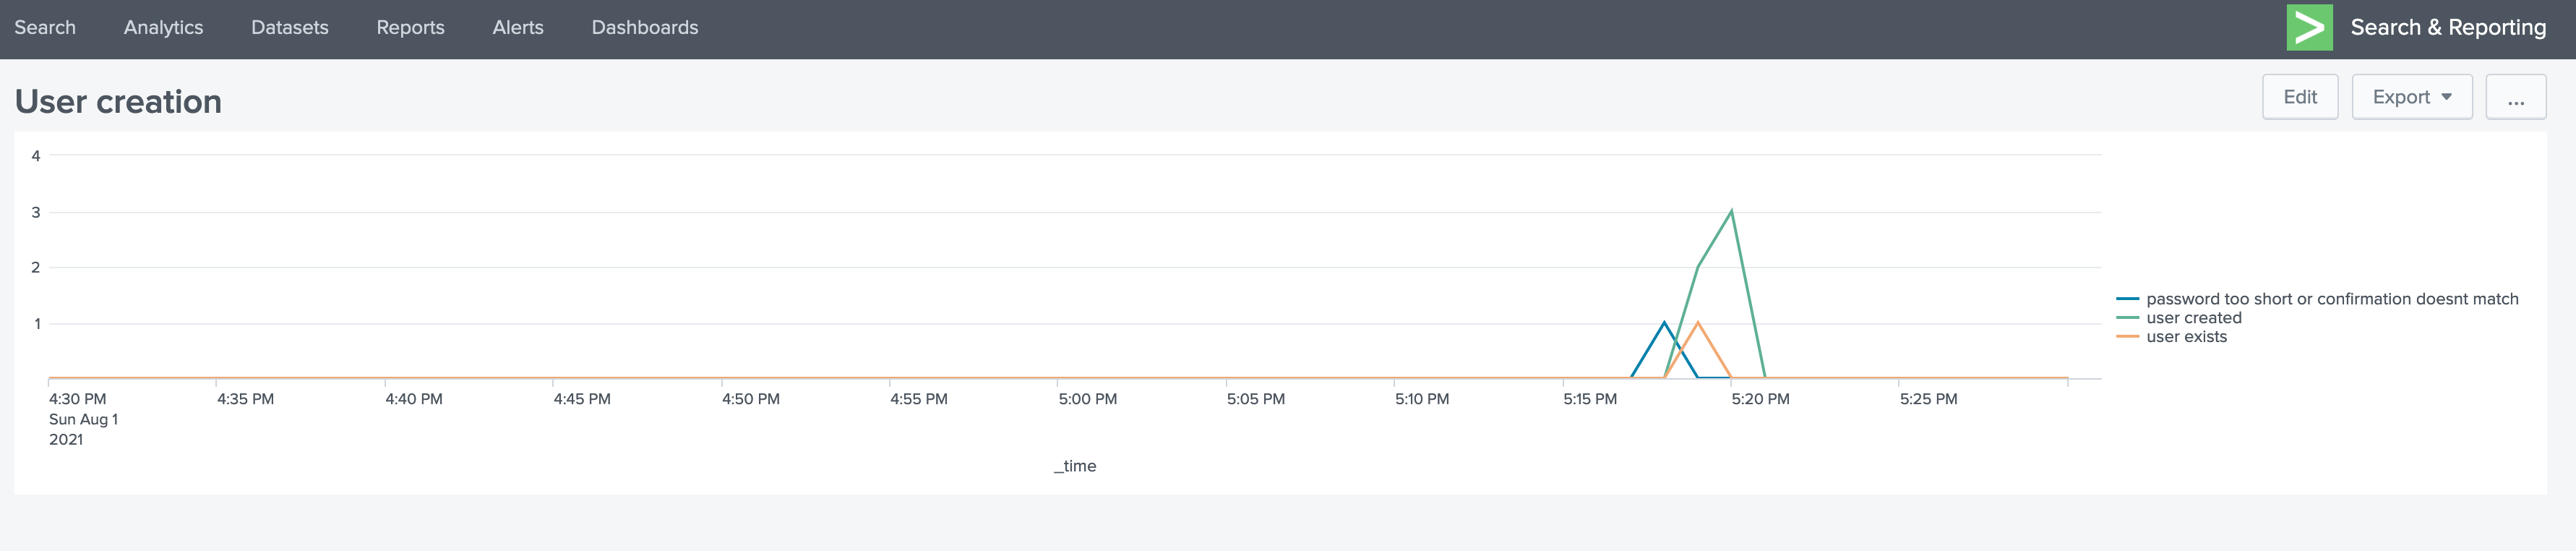 Search Analytics Datasets Reports Alerts Dashboards Search & Reporting
User creation Edit Export ...
4
3
2
1
password too short or confirmation doesnt match
user created
user exists
4:30 PM 4:35 PM 4:40 PM 4:45 PM 4:50 PM 4:55 PM 5:00 PM 5:05 PM 5:10 PM 5:15 PM 5:20 PM 5:25 PM
Sun Aug 1
2021
_time